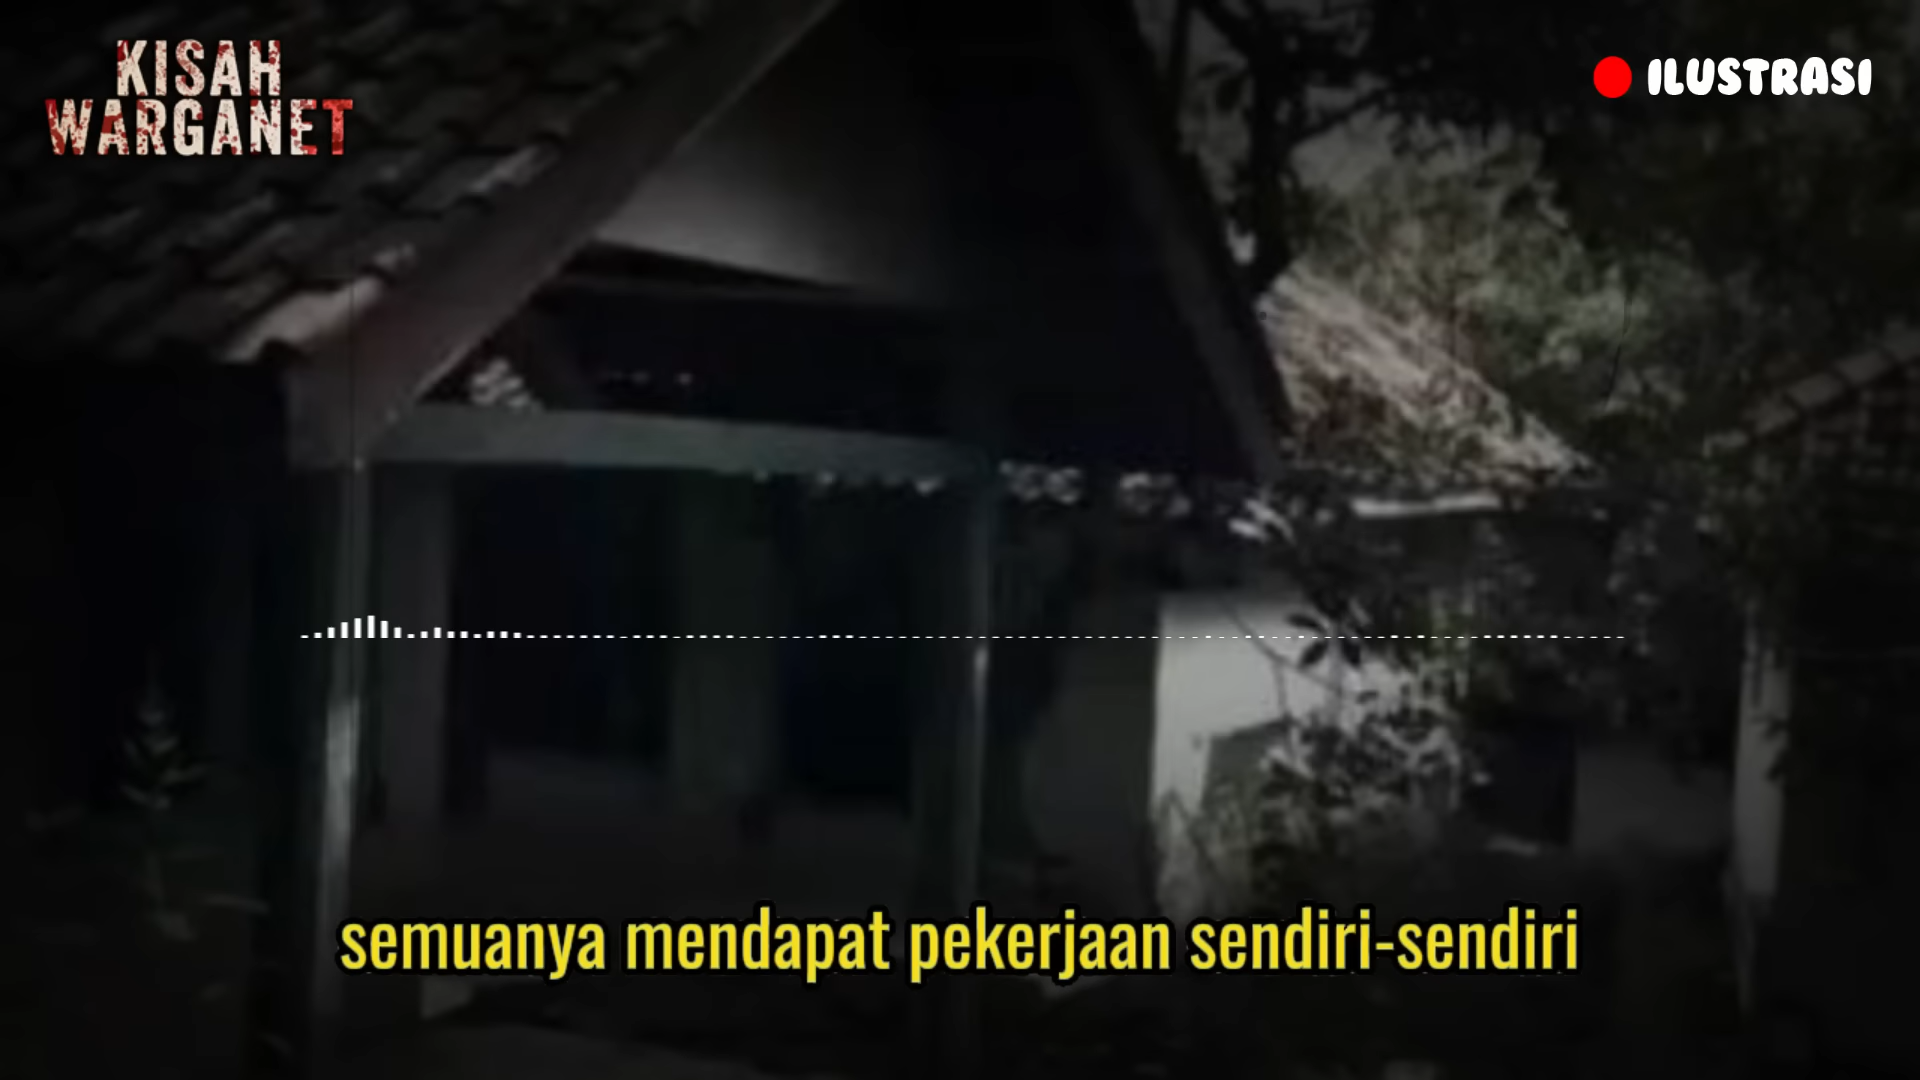 KISAH
WARGANET
ILUSTRASI
semuanya mendapat pekerjaan sendiri-sendiri